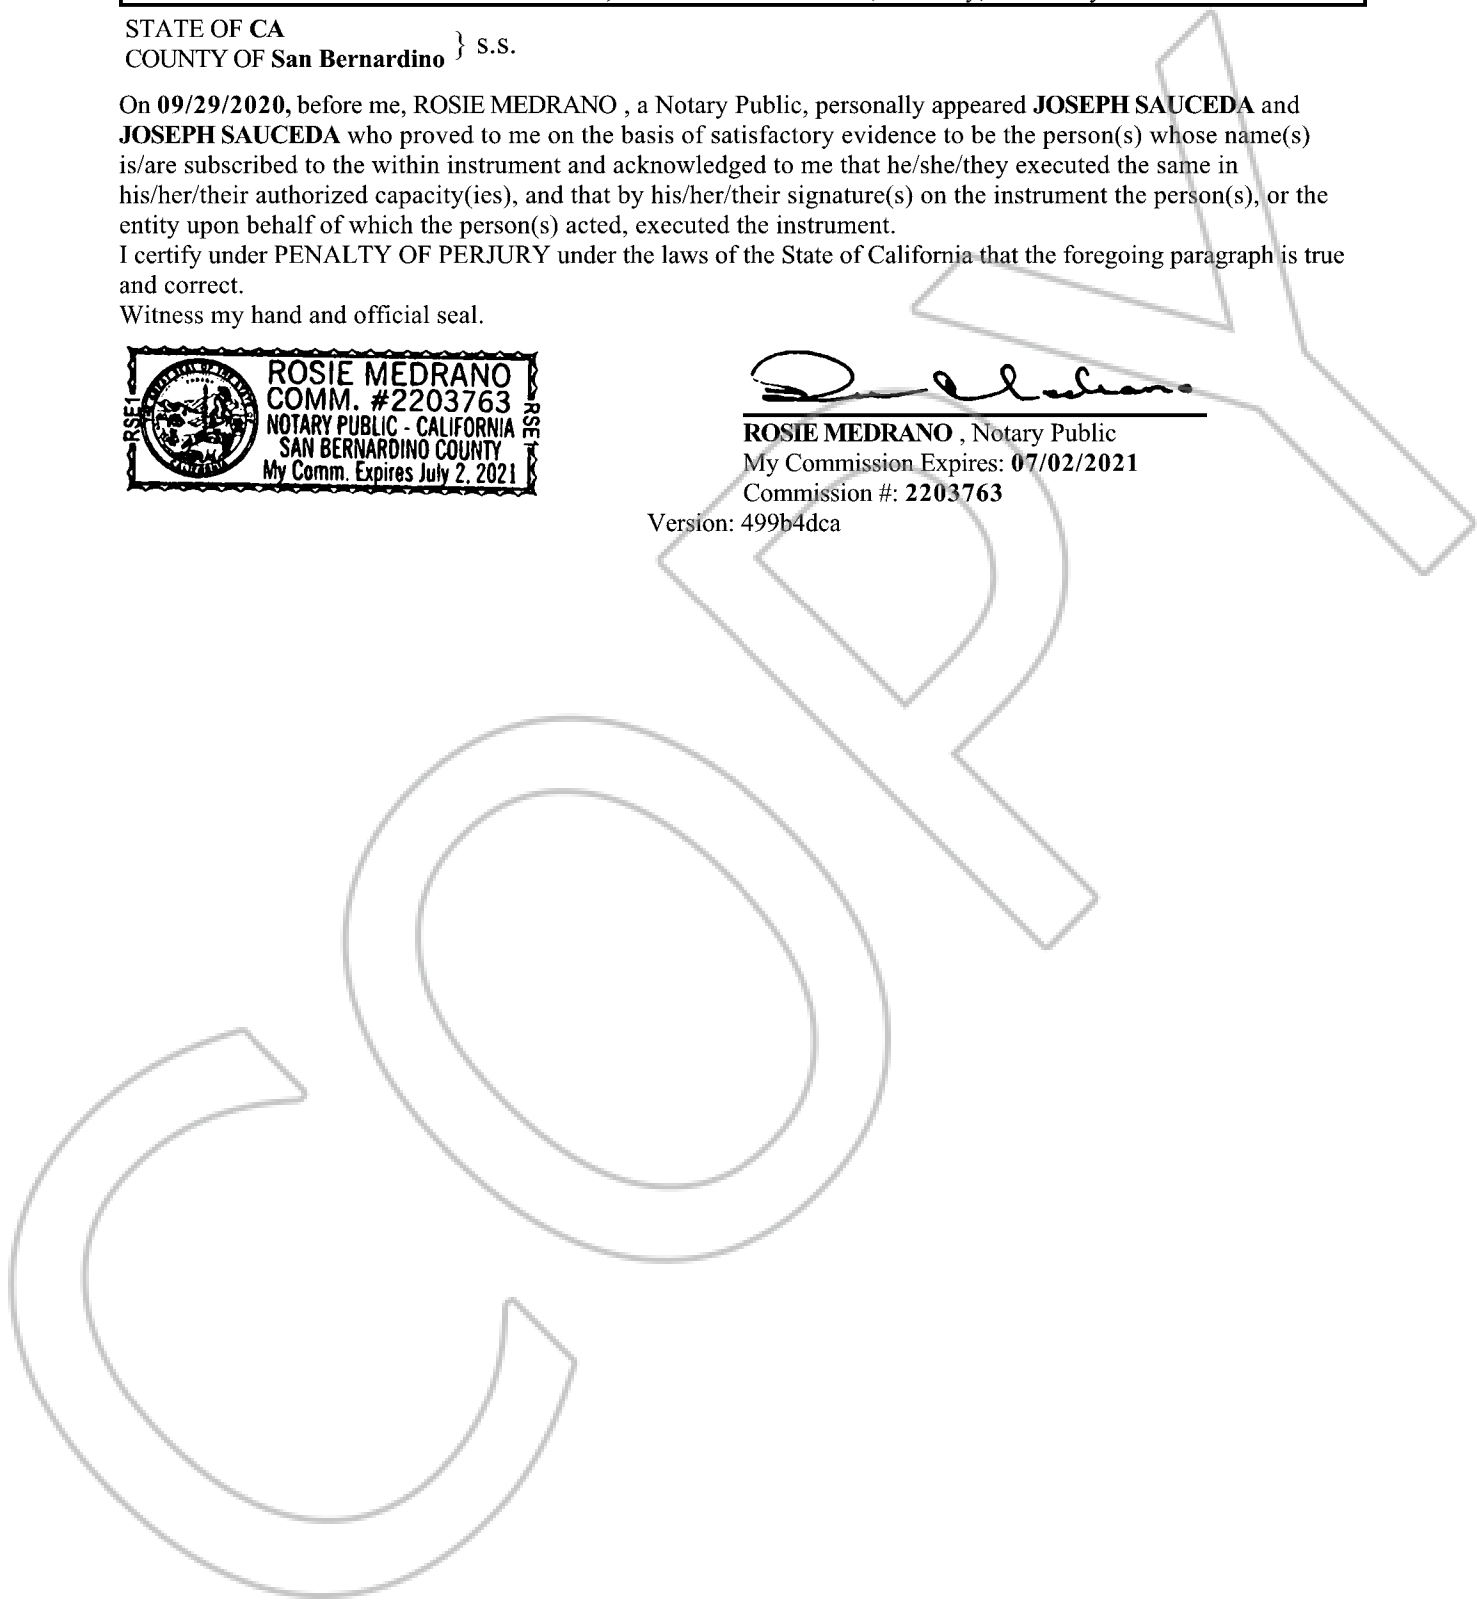 STATE OF CA
COUNTY OF San Bernardino } s.s.
On 09/29/2020, before me, ROSIE MEDRANO , a Notary Public, personally appeared JOSEPH SAUCEDA and
JOSEPH SAUCEDA who proved to me on the basis of satisfactory evidence to be the person(s) whose name(s)
is/are subscribed to the within instrument and acknowledged to me that he/she/they executed the same in
his/her/their authorized capacity(ies), and that by his/her/their signature(s) on the instrument the person(s), or the
entity upon behalf of which the person(s) acted, executed the instrument.
I certify under PENALTY OF PERJURY under the laws of the State of California that the foregoing paragraph is true
and correct.
Witness my hand and official seal.
RSE1
ROSIE MEDRANO
COMM. #2203763
NOTARY PUBLIC - CALIFORNIA
SAN BERNARDINO COUNTY
My Comm. Expires July 2, 2021
RSE1
ROSIE MEDRANO , Notary Public
My Commission Expires: 07/02/2021
Commission #: 2203763
Version: 499b4dca
COPY